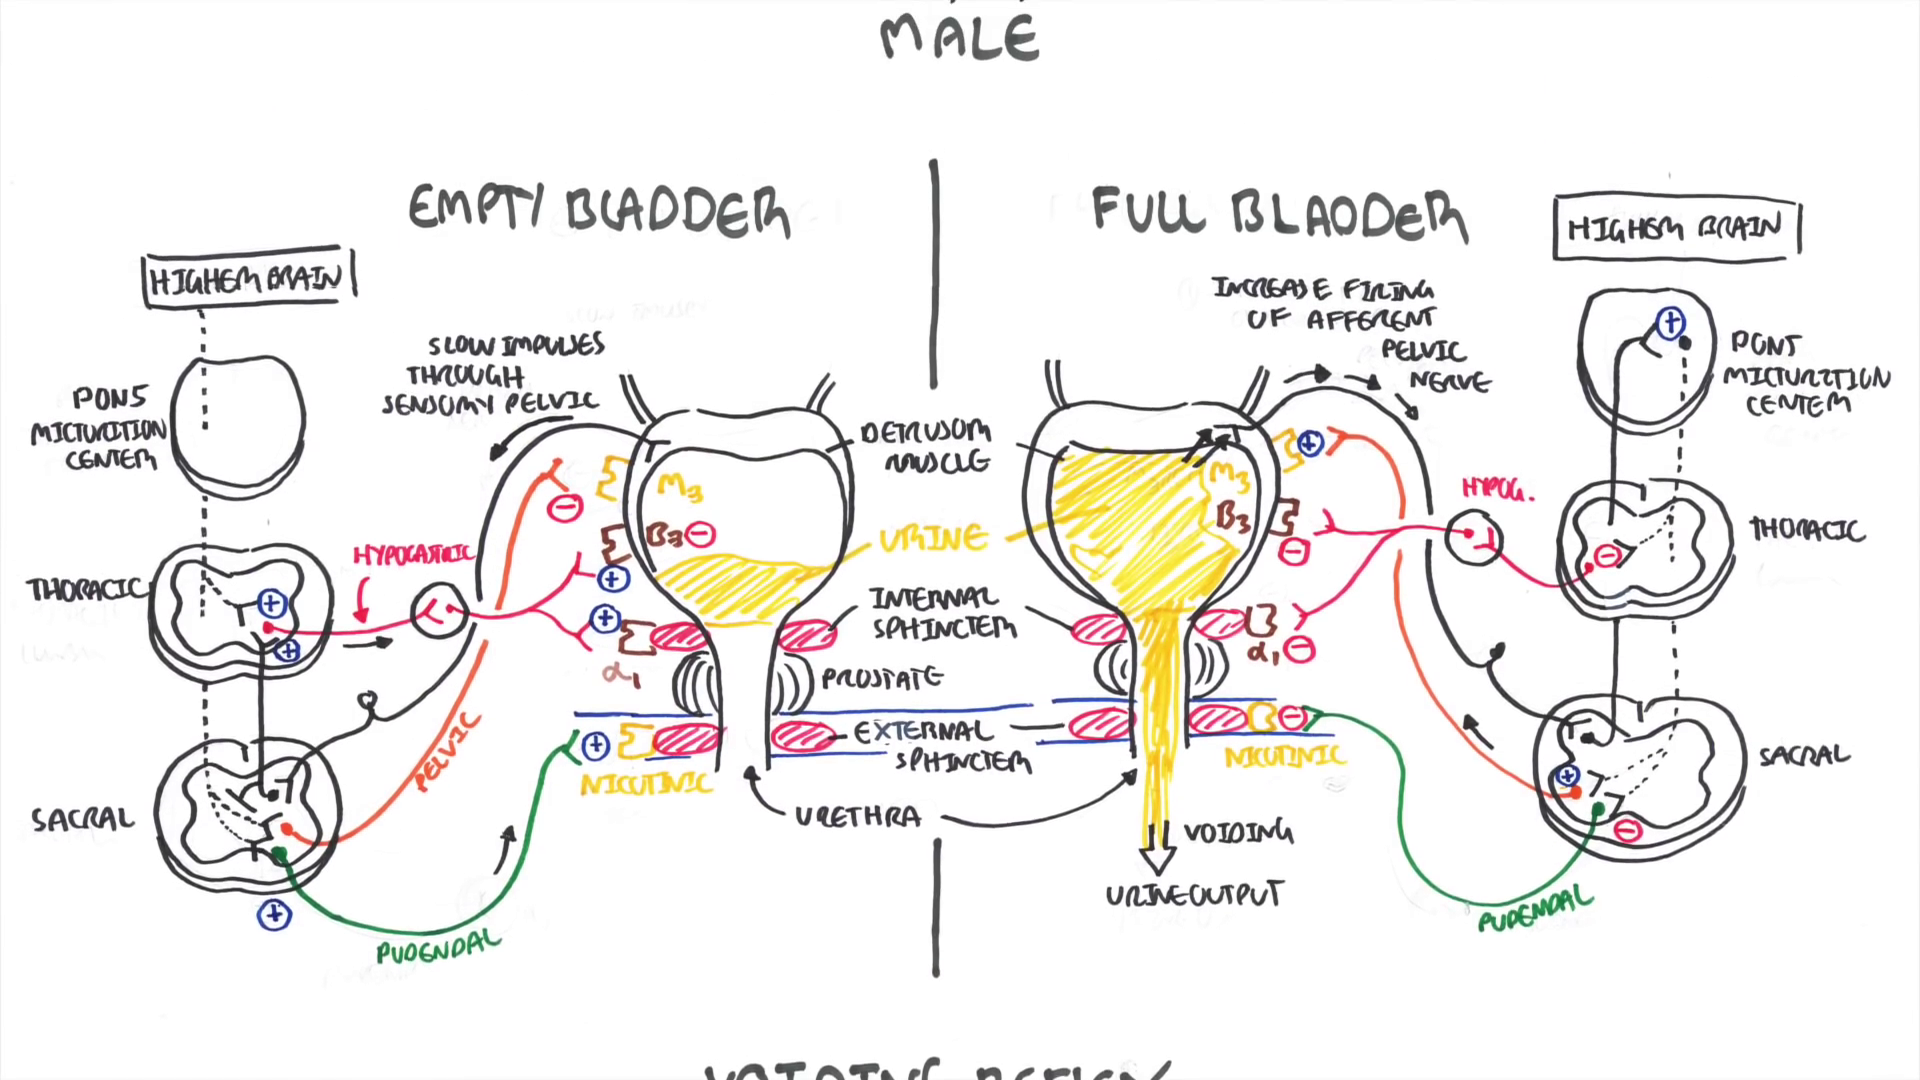 MALE
EMPTY BLADDER
FULL BLADDER
HIGHER BRAIN
SLOW IMPULSES
THROUGH
SENSORY PELVIC
PONS
MICTURITION
CENTER
THORACIC
HYPOGASTRIC
SACRAL
PELVIC
PUDENDAL
M3
B3
α1
NICOTINIC
DETRUSOR
MUSCLE
URINE
INTERNAL
SPHINCTER
PROSTATE
EXTERNAL
SPHINCTER
URETHRA
INCREASE FIRING
OF AFFERENT
PELVIC
NERVE
HIGHER BRAIN
PONS
MICTURITION
CENTER
M3
B3
HYPOG.
THORACIC
α1
NICOTINIC
SACRAL
VOIDING
URINE OUTPUT
PUDENDAL